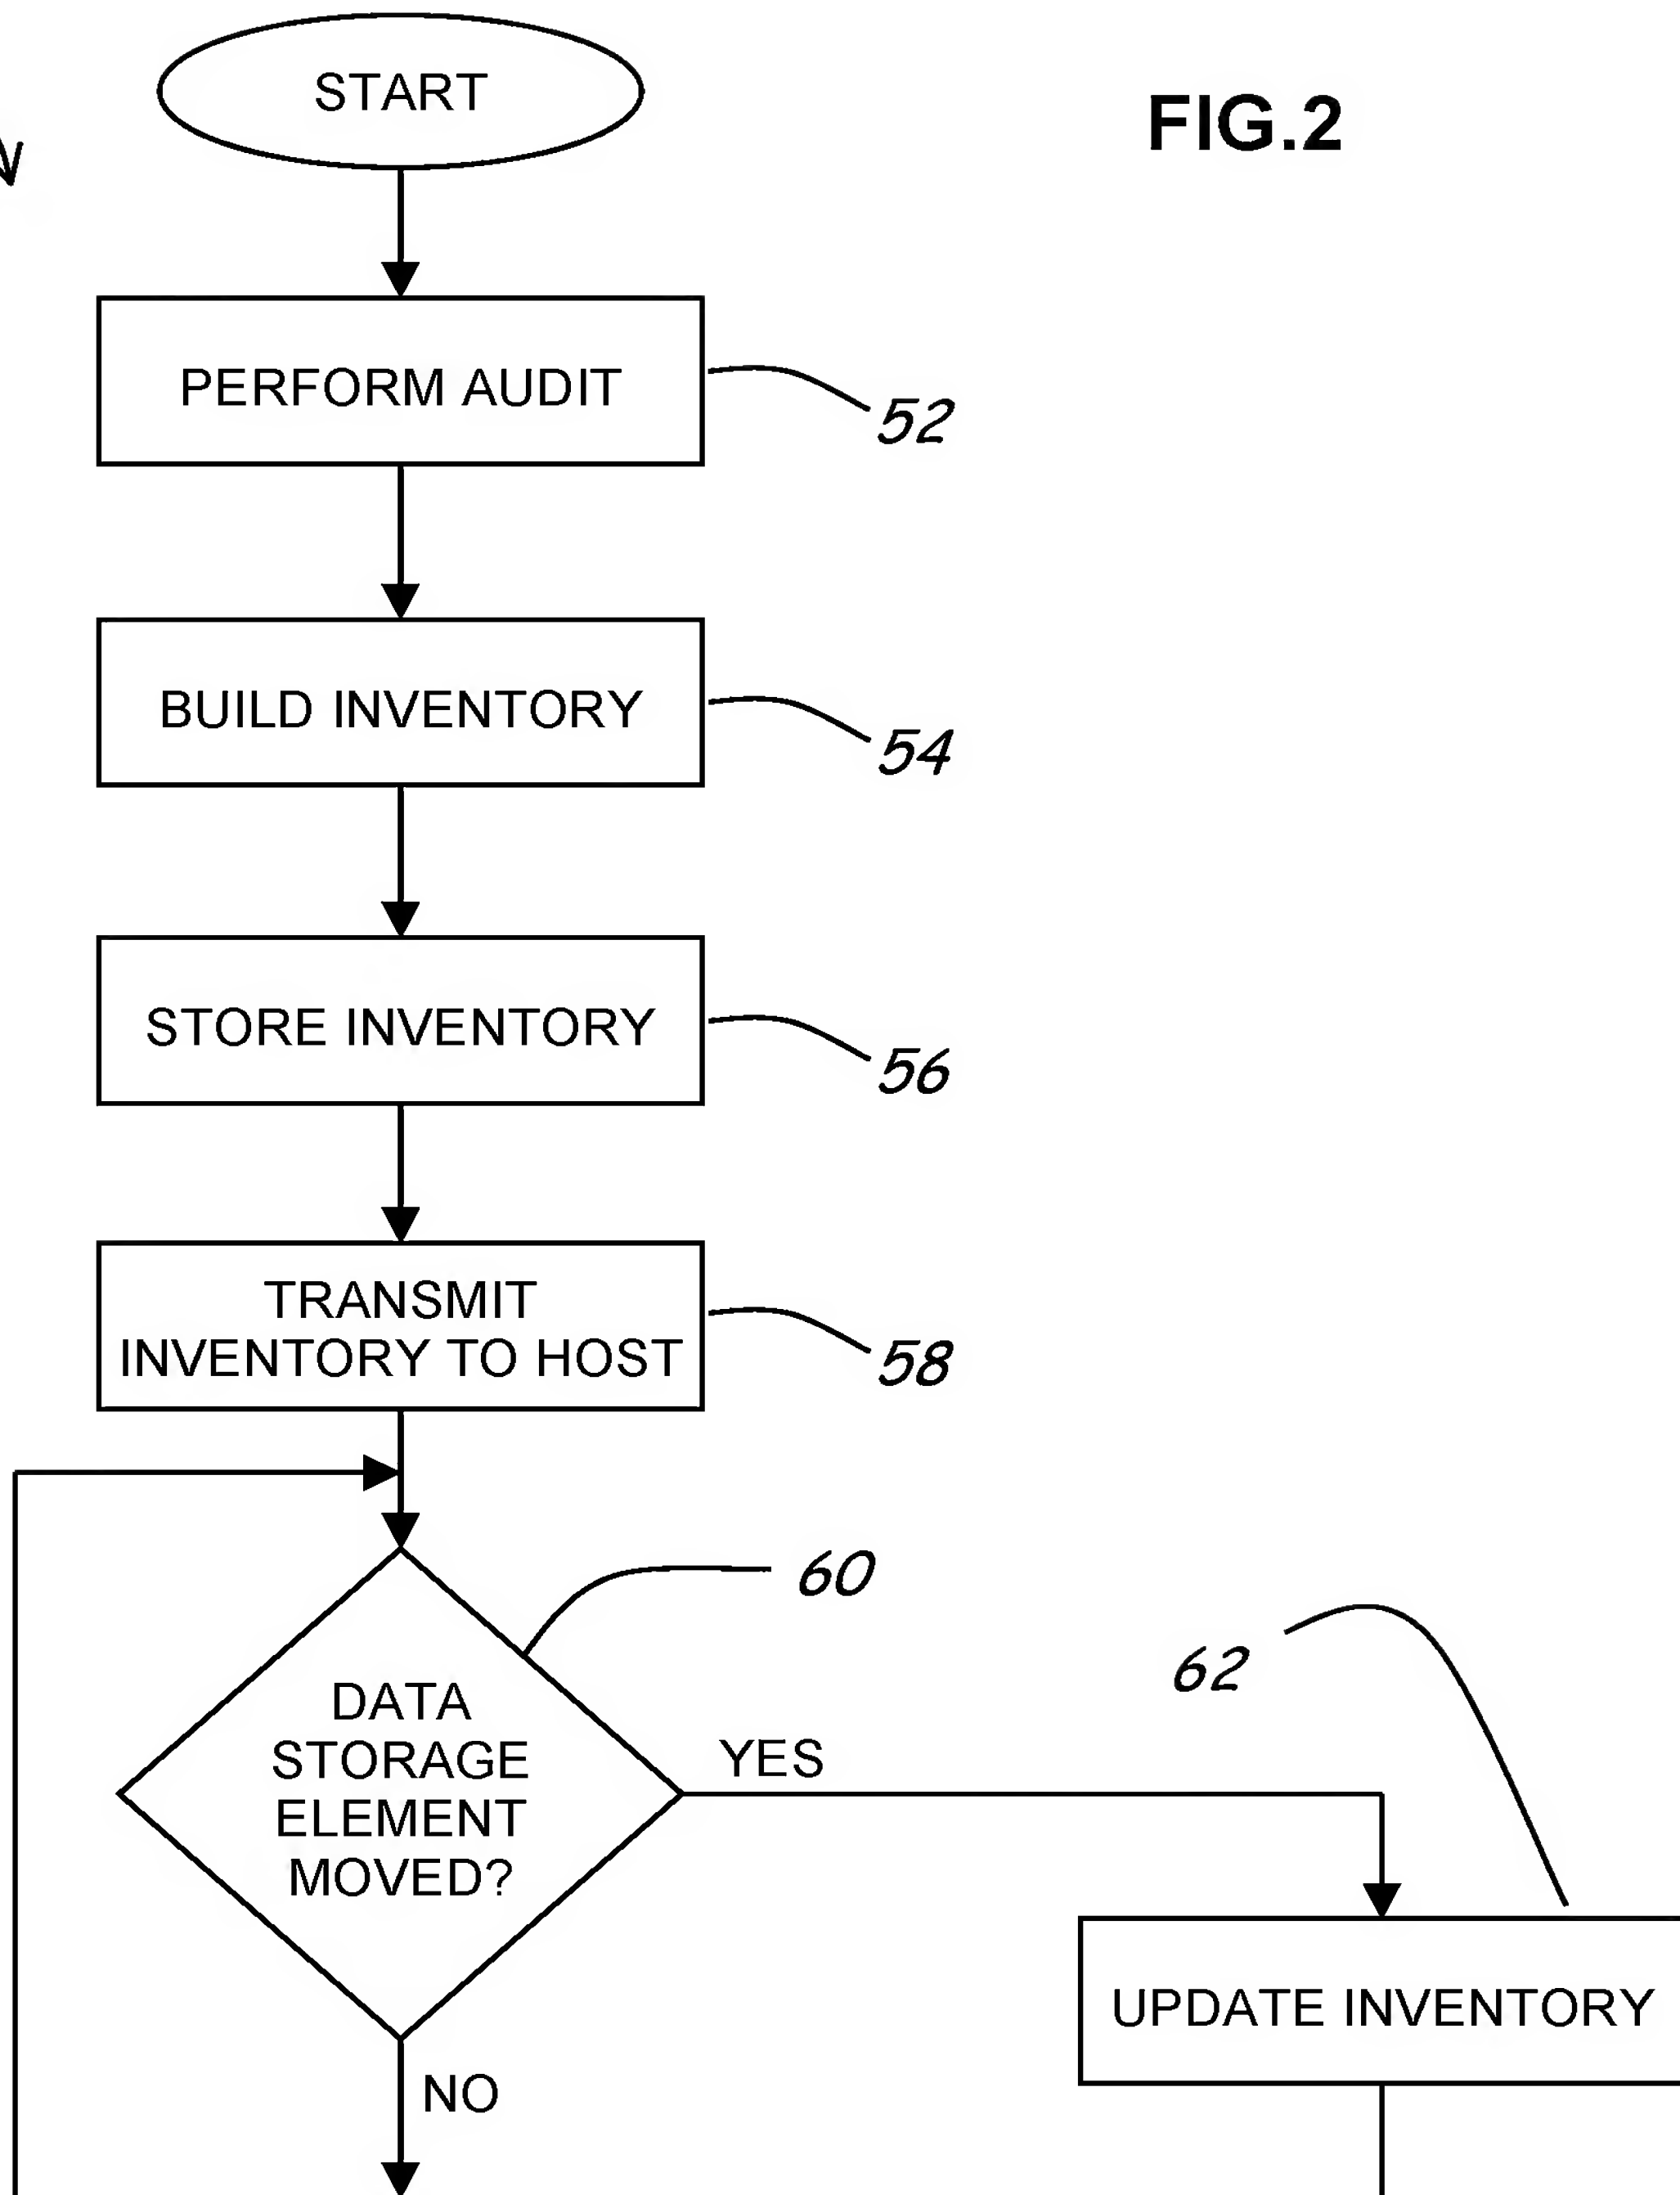 START
FIG.2
PERFORM AUDIT
52
BUILD INVENTORY
54
STORE INVENTORY
56
TRANSMIT
INVENTORY TO HOST
58
60
DATA
STORAGE
ELEMENT
MOVED?
YES
62
UPDATE INVENTORY
NO